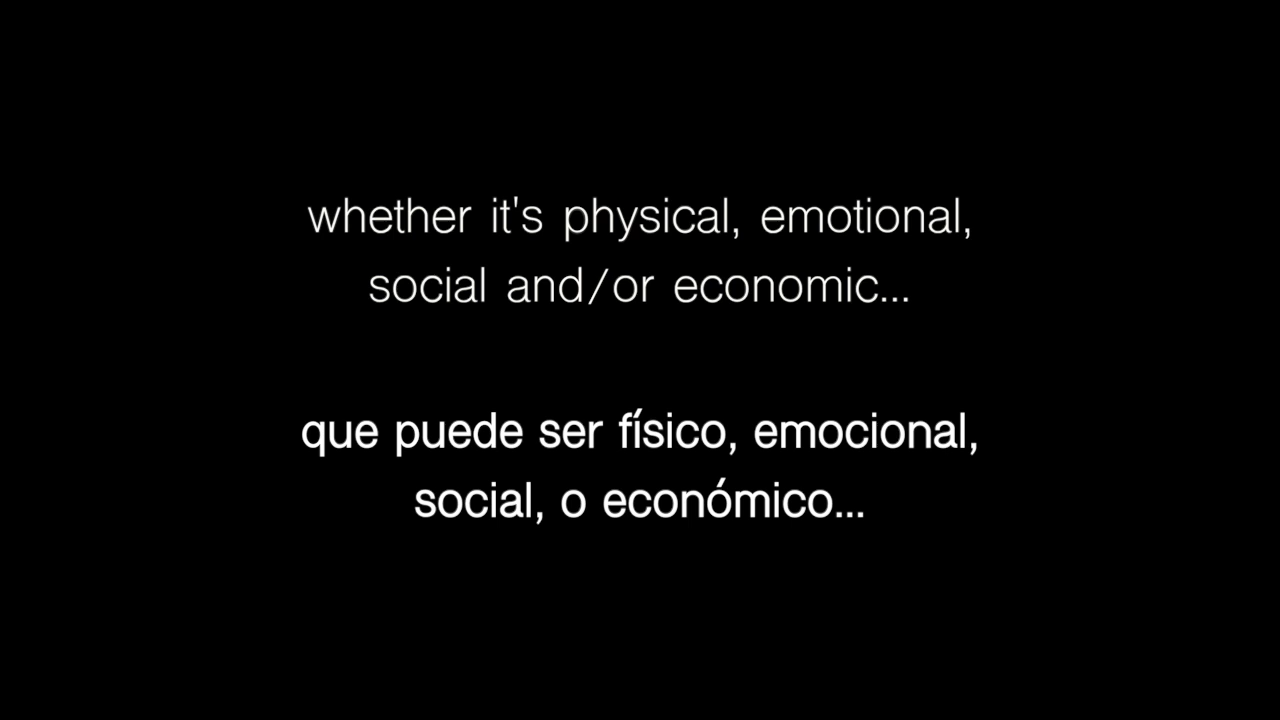 whether it's physical, emotional,
social and/or economic...
que puede ser físico, emocional,
social, o económico...